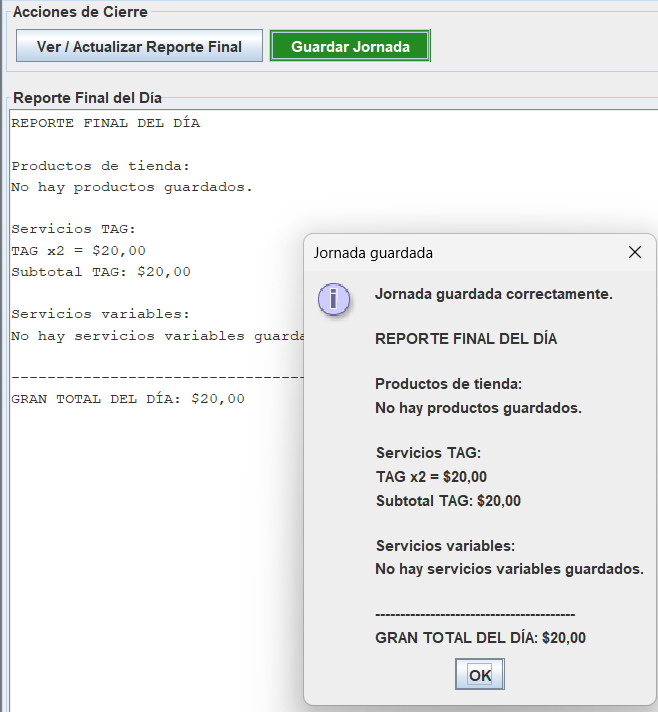 Acciones de Cierre
Ver / Actualizar Reporte Final
Guardar Jornada
Reporte Final del Día
REPORTE FINAL DEL DÍA
Productos de tienda:
No hay productos guardados.
Servicios TAG:
TAG x2 = $20,00
Subtotal TAG: $20,00
Servicios variables:
No hay servicios variables guarda
---------------------------------
GRAN TOTAL DEL DÍA: $20,00
Jornada guardada
Jornada guardada correctamente.
REPORTE FINAL DEL DÍA
Productos de tienda:
No hay productos guardados.
Servicios TAG:
TAG x2 = $20,00
Subtotal TAG: $20,00
Servicios variables:
No hay servicios variables guardados.
----------------------------------------
GRAN TOTAL DEL DÍA: $20,00
OK